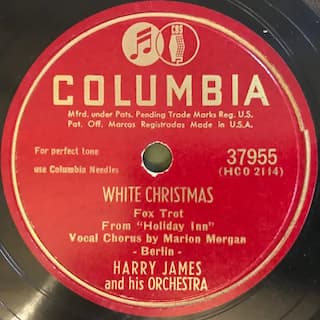 CBS
COLUMBIA
Mfrd. under Pats. Pending Trade Marks Reg. U.S.
Pat. Off. Marcas Registradas Made in U.S.A.
For perfect tone
use Columbia Needles
37955
(HCO 2114)
WHITE CHRISTMAS
Fox Trot
From "Holiday Inn"
Vocal Chorus by Marion Morgan
- Berlin -
HARRY JAMES
and his ORCHESTRA